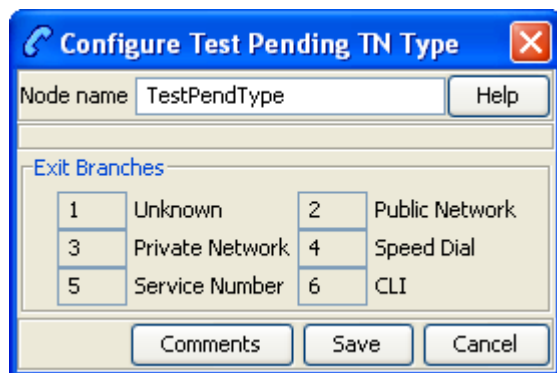 Configure Test Pending TN Type
Node name TestPendType Help
Exit Branches
1 Unknown 2 Public Network
3 Private Network 4 Speed Dial
5 Service Number 6 CLI
Comments Save Cancel